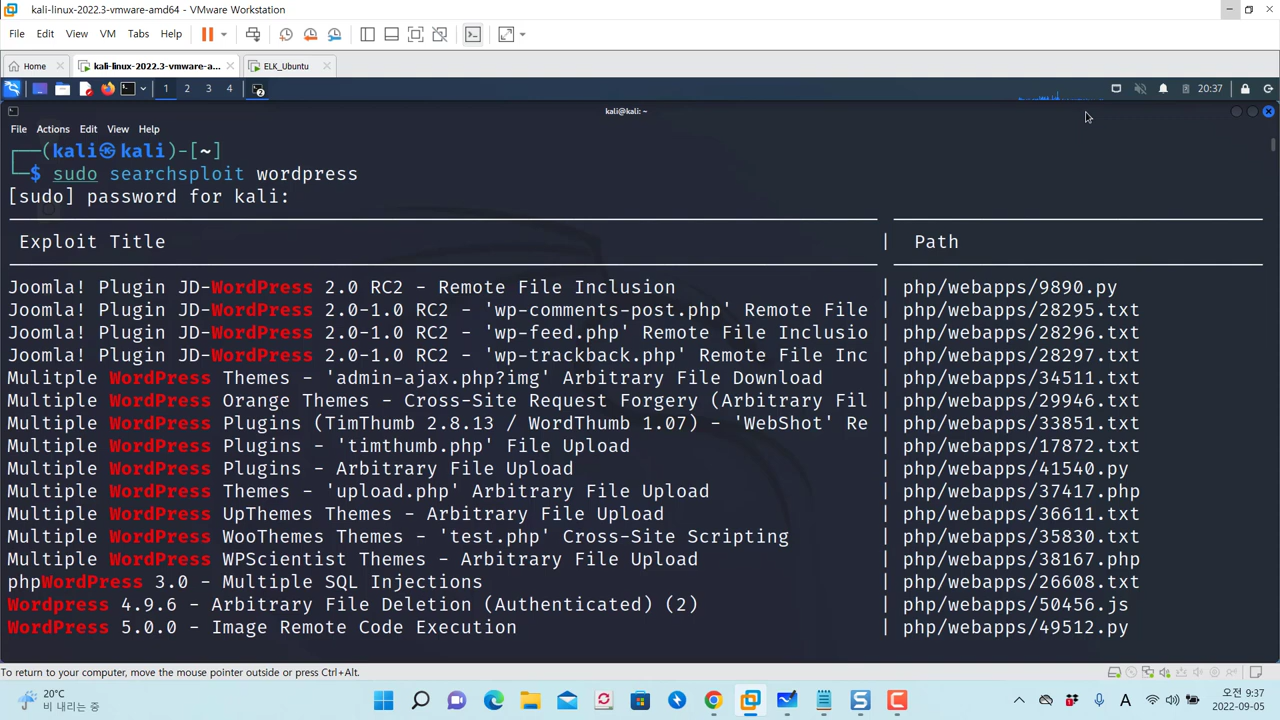 kali-linux-2022.3-vmware-amd64 - VMware Workstation
File Edit View VM Tabs Help
Home kali-linux-2022.3-vmware-a... ELK_Ubuntu
1 2 3 4 20:37
kali@kali: ~
File Actions Edit View Help
(kali㉿kali)-[~]
$ sudo searchsploit wordpress
[sudo] password for kali:
Exploit Title | Path
Joomla! Plugin JD-WordPress 2.0 RC2 - Remote File Inclusion | php/webapps/9890.py
Joomla! Plugin JD-WordPress 2.0-1.0 RC2 - 'wp-comments-post.php' Remote File | php/webapps/28295.txt
Joomla! Plugin JD-WordPress 2.0-1.0 RC2 - 'wp-feed.php' Remote File Inclusio | php/webapps/28296.txt
Joomla! Plugin JD-WordPress 2.0-1.0 RC2 - 'wp-trackback.php' Remote File Inc | php/webapps/28297.txt
Mulitple WordPress Themes - 'admin-ajax.php?img' Arbitrary File Download | php/webapps/34511.txt
Multiple WordPress Orange Themes - Cross-Site Request Forgery (Arbitrary Fil | php/webapps/29946.txt
Multiple WordPress Plugins (TimThumb 2.8.13 / WordThumb 1.07) - 'WebShot' Re | php/webapps/33851.txt
Multiple WordPress Plugins - 'timthumb.php' File Upload | php/webapps/17872.txt
Multiple WordPress Plugins - Arbitrary File Upload | php/webapps/41540.py
Multiple WordPress Themes - 'upload.php' Arbitrary File Upload | php/webapps/37417.php
Multiple WordPress UpThemes Themes - Arbitrary File Upload | php/webapps/36611.txt
Multiple WordPress WooThemes Themes - 'test.php' Cross-Site Scripting | php/webapps/35830.txt
Multiple WordPress WPScientist Themes - Arbitrary File Upload | php/webapps/38167.php
phpWordPress 3.0 - Multiple SQL Injections | php/webapps/26608.txt
Wordpress 4.9.6 - Arbitrary File Deletion (Authenticated) (2) | php/webapps/50456.js
WordPress 5.0.0 - Image Remote Code Execution | php/webapps/49512.py
To return to your computer, move the mouse pointer outside or press Ctrl+Alt.
20°C
내리는 중
A 오전 9:37
2022-09-05